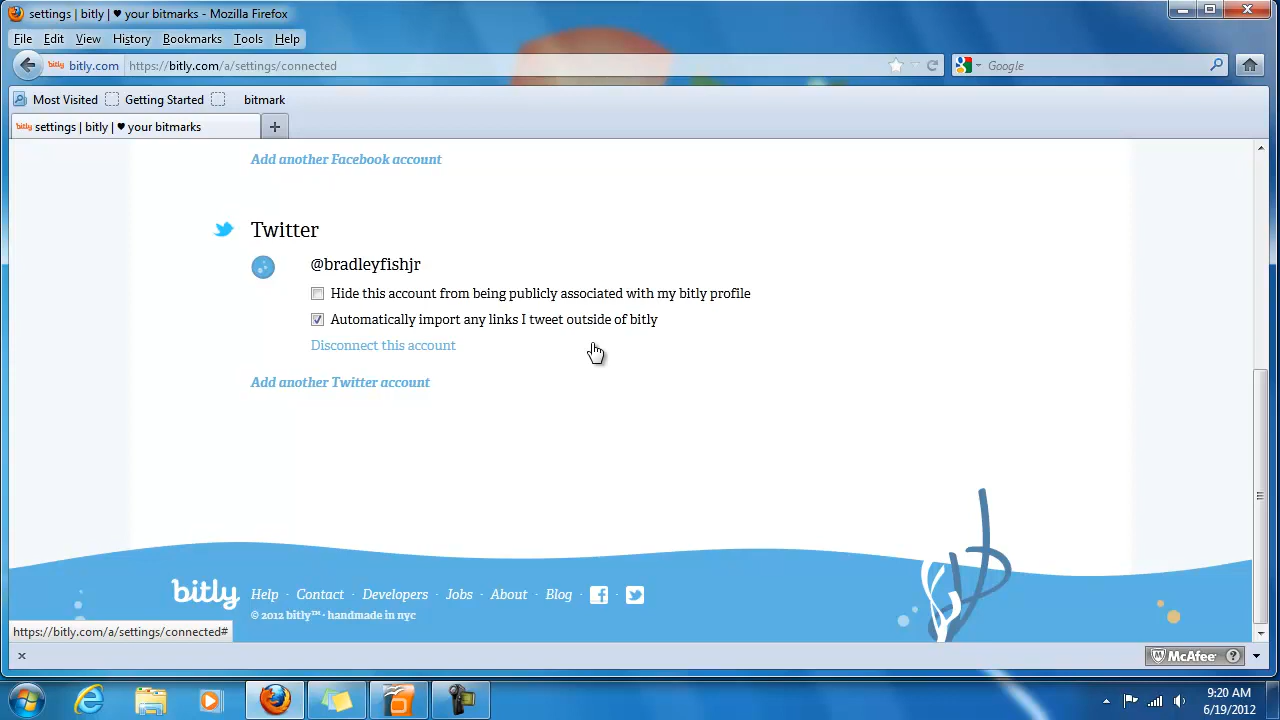 settings | bitly | ♥ your bitmarks - Mozilla Firefox
File Edit View History Bookmarks Tools Help
bitly bitly.com https://bitly.com/a/settings/connected Google
Most Visited Getting Started bitmark
bitly settings | bitly | ♥ your bitmarks
Add another Facebook account
Twitter
@bradleyfishjr
Hide this account from being publicly associated with my bitly profile
Automatically import any links I tweet outside of bitly
Disconnect this account
Add another Twitter account
bitly Help · Contact · Developers · Jobs · About · Blog
© 2012 bitly™ · handmade in nyc
https://bitly.com/a/settings/connected#
McAfee
9:20 AM
6/19/2012